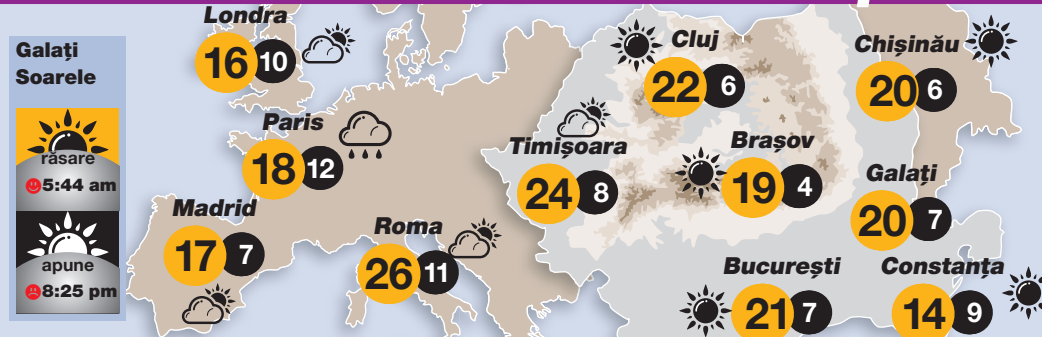 Galați
Soarele
răsare
5:44 am
apune
8:25 pm
Londra
16 10
Paris
18 12
Madrid
17 7
Roma
26 11
Cluj
22 6
Timișoara
24 8
Brașov
19 4
Chișinău
20 6
Galați
20 7
București
21 7
Constanța
14 9